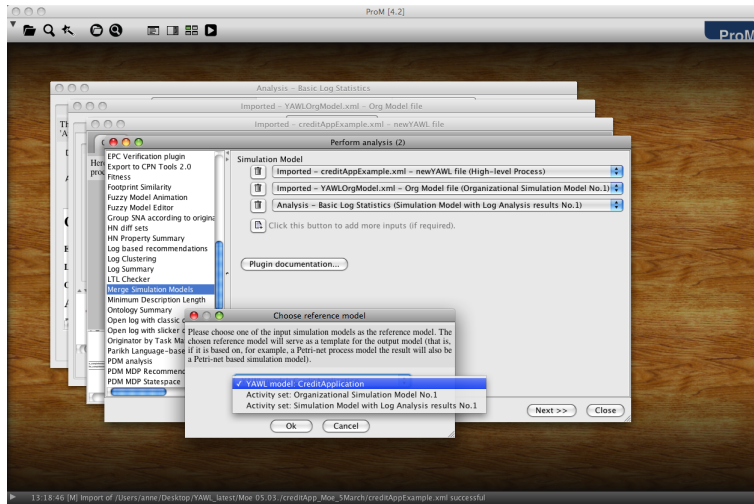 ProM [4.2]
ProM
Analysis – Basic Log Statistics
Imported – YAWLOrgModel.xml – Org Model file
Imported – creditAppExample.xml – newYAWL file
Perform analysis (2)
EPC Verification plugin
Export to CPN Tools 2.0
Fitness
Footprint Similarity
Fuzzy Model Animation
Fuzzy Model Editor
Group SNA according to origina
HN diff sets
HN Property Summary
Log based recommendations
Log Clustering
Log Summary
LTL Checker
Merge Simulation Models
Minimum Description Length
Ontology Summary
Open log with classic
Open log with slicker
Originator by Task Ma
Parikh Language-base
PDM analysis
PDM MDP Recommen
PDM MDP Statespace
Simulation Model
Imported – creditAppExample.xml – newYAWL file (High-level Process)
Imported – YAWLOrgModel.xml – Org Model file (Organizational Simulation Model No.1)
Analysis – Basic Log Statistics (Simulation Model with Log Analysis results No.1)
Click this button to add more inputs (if required).
Plugin documentation...
Choose reference model
Please choose one of the input simulation models as the reference model. The
chosen reference model will serve as a template for the output model (that is,
if it is based on, for example, a Petri-net process model the result will also be
a Petri-net based simulation model).
✓ YAWL model: CreditApplication
Activity set: Organizational Simulation Model No.1
Activity set: Simulation Model with Log Analysis results No.1
Ok
Cancel
Next >>
Close
13:18:46 [M] Import of /Users/anne/Desktop/YAWL_latest/Moe 05.03./creditApp_Moe_5March/creditAppExample.xml successful